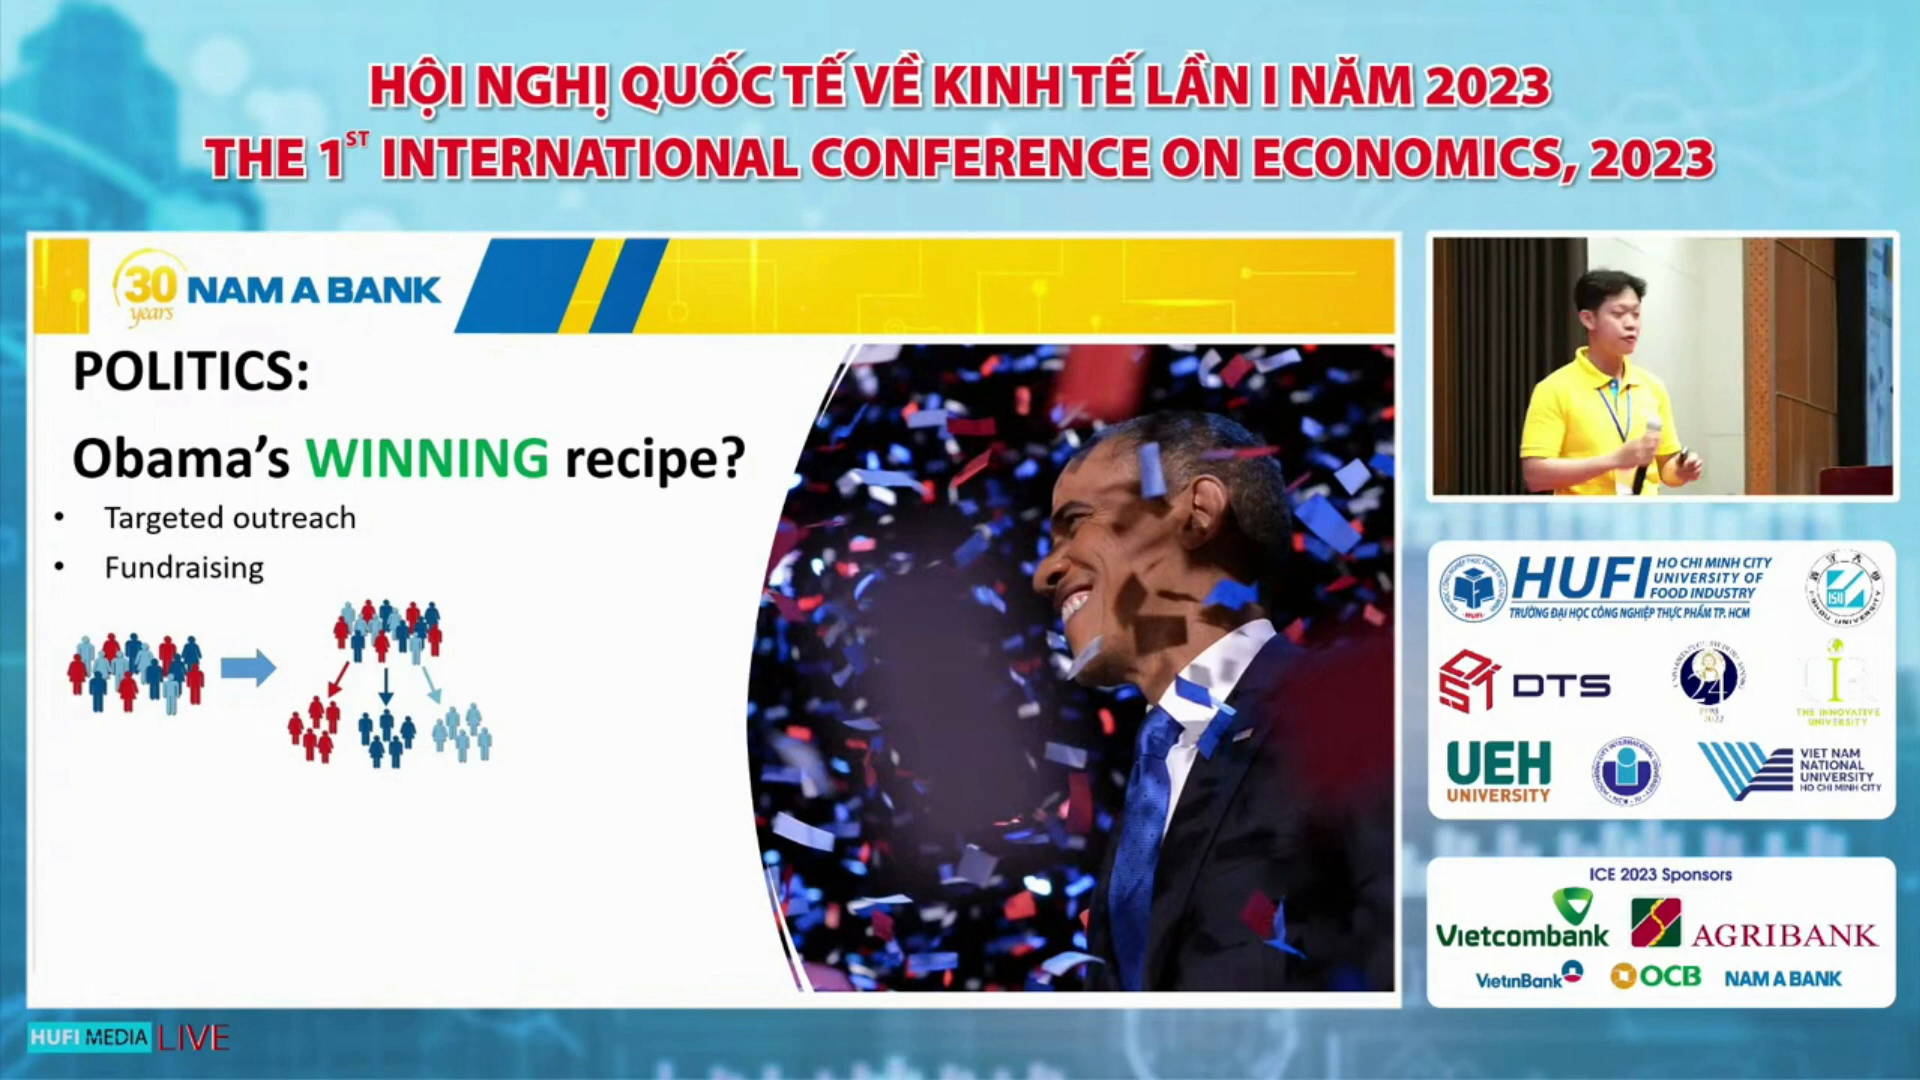 HỘI NGHỊ QUỐC TẾ VỀ KINH TẾ LẦN I NĂM 2023
THE 1ST INTERNATIONAL CONFERENCE ON ECONOMICS, 2023
30 years
NAM A BANK
POLITICS:
Obama's WINNING recipe?
• Targeted outreach
• Fundraising
HUFI
HO CHI MINH CITY
UNIVERSITY OF
FOOD INDUSTRY
TRƯỜNG ĐẠI HỌC CÔNG NGHIỆP THỰC PHẨM TP. HCM
DTS
24
THE INNOVATIVE
UNIVERSITY
UEH
UNIVERSITY
VIET NAM
NATIONAL
UNIVERSITY
HO CHI MINH CITY
ICE 2023 Sponsors
Vietcombank
AGRIBANK
VietinBank
OCB
NAM A BANK
HUFI MEDIA LIVE